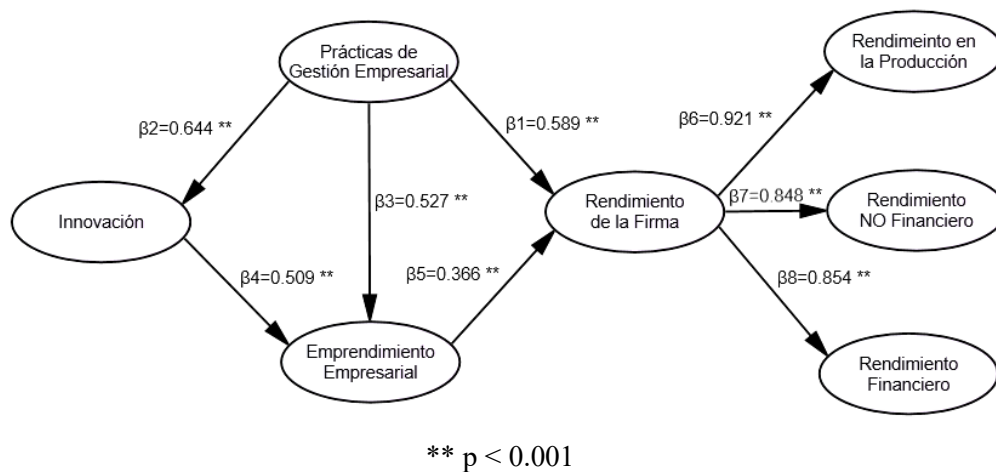 Prácticas de
Gestión Empresarial
Rendimeinto en
la Producción
β2=0.644 **
β1=0.589 **
β6=0.921 **
Innovación
β3=0.527 **
Rendimiento
de la Firma
β7=0.848 **
Rendimiento
NO Financiero
β4=0.509 **
β5=0.366 **
β8=0.854 **
Emprendimiento
Empresarial
Rendimiento
Financiero
** p < 0.001